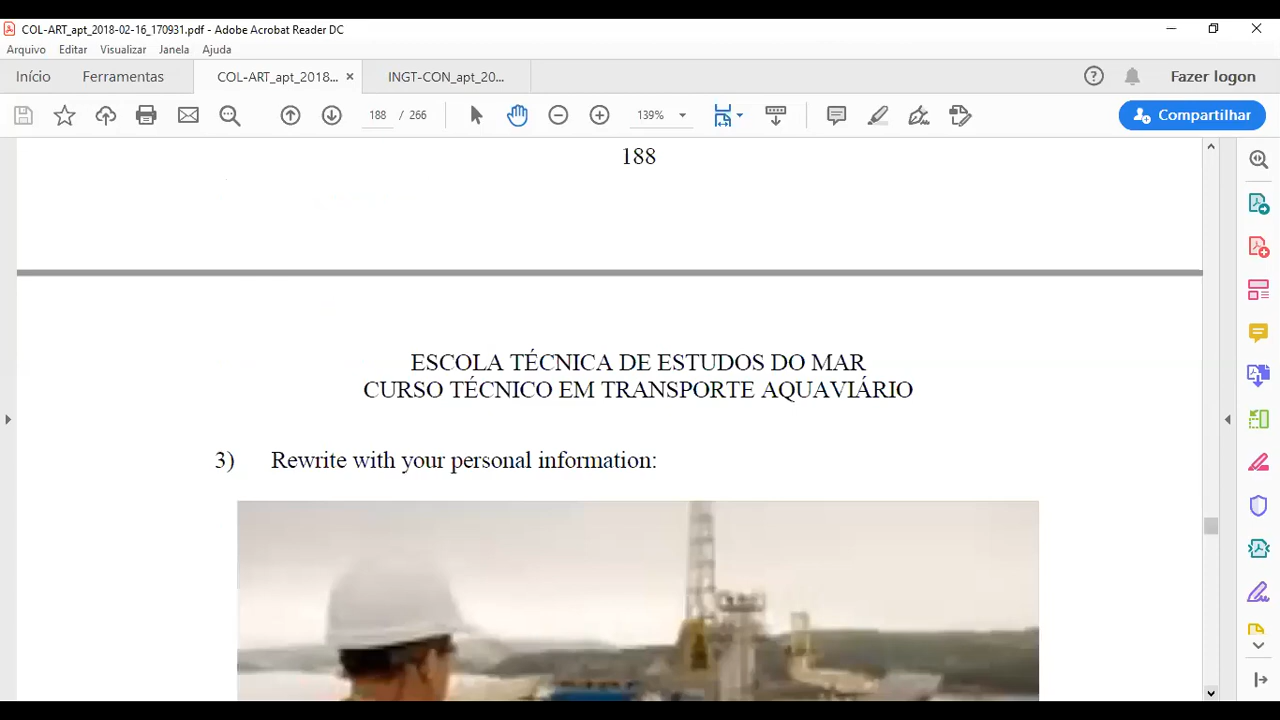 COL-ART_apt_2018-02-16_170931.pdf - Adobe Acrobat Reader DC
Arquivo Editar Visualizar Janela Ajuda
Início Ferramentas COL-ART_apt_2018... × INGT-CON_apt_20... Fazer logon
188 / 266 139% Compartilhar
188
ESCOLA TÉCNICA DE ESTUDOS DO MAR
CURSO TÉCNICO EM TRANSPORTE AQUAVIÁRIO
3) Rewrite with your personal information: